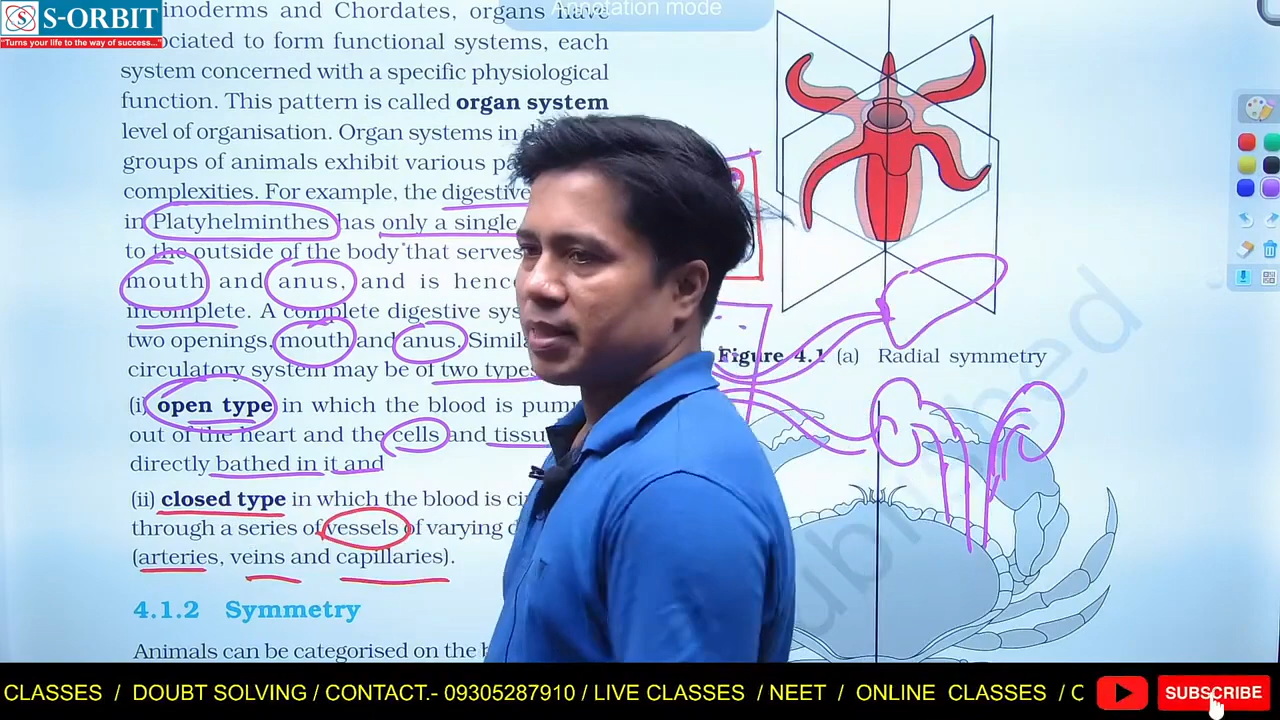 S-ORBIT
"Turns your life to the way of success..."
Annotation mode
inoderms and Chordates, organs have
ociated to form functional systems, each
system concerned with a specific physiological
function. This pattern is called organ system
level of organisation. Organ systems in
groups of animals exhibit various
complexities. For example, the digestive
in Platyhelminthes has only a single
to the outside of the body that serves
mouth and anus, and is hence
incomplete. A complete digestive
two openings, mouth and anus.
circulatory system may be of two types
(i) open type in which the blood is
out of the heart and the cells and
directly bathed in it and
(ii) closed type in which the blood is
through a series of vessels of varying
(arteries, veins and capillaries).
4.1.2 Symmetry
Animals can be categorised on the
Figure 4.1 (a) Radial symmetry
CLASSES / DOUBT SOLVING / CONTACT.- 09305287910 / LIVE CLASSES / NEET / ONLINE CLASSES /
SUBSCRIBE